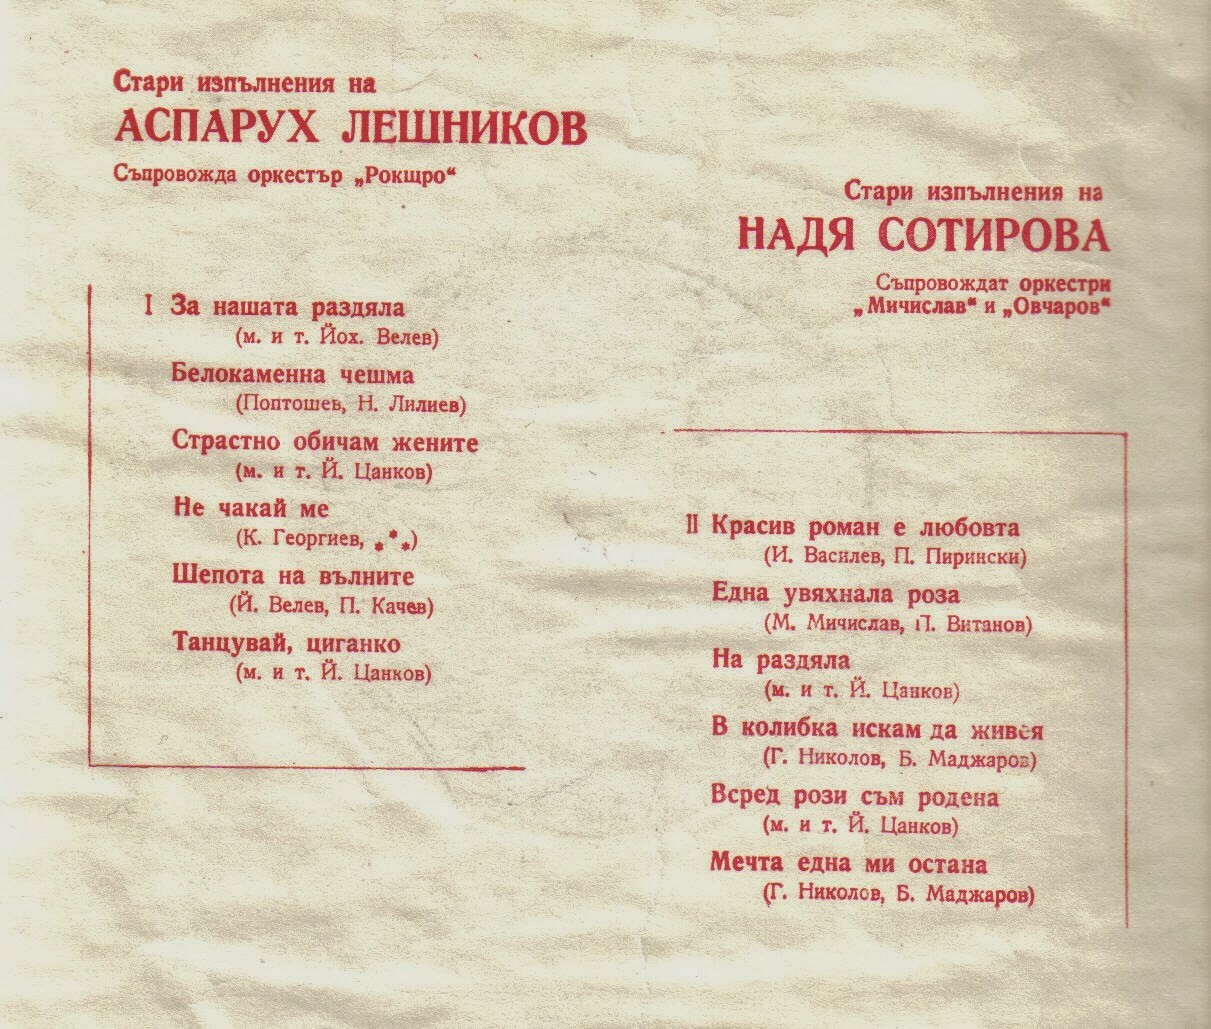 Стари изпълнения на
АСПАРУХ ЛЕШНИКОВ
Съпровожда оркестър „Рокщро“
I За нашата раздяла
(м. и т. Йох. Велев)
Белокаменна чешма
(Поптошев, Н. Лилиев)
Страстно обичам жените
(м. и т. Й. Цанков)
Не чакай ме
(К. Георгиев, ***)
Шепота на вълните
(Й. Велев, П. Качев)
Танцувай, циганко
(м. и т. Й. Цанков)
Стари изпълнения на
НАДЯ СОТИРОВА
Съпровождат оркестри
„Мичислав“ и „Овчаров“
II Красив роман е любовта
(И. Василев, П. Пирински)
Една увяхнала роза
(М. Мичислав, П. Витанов)
На раздяла
(м. и т. Й. Цанков)
В колибка искам да живея
(Г. Николов, Б. Маджаров)
Всред рози съм родена
(м. и т. Й. Цанков)
Мечта една ми остана
(Г. Николов, Б. Маджаров)